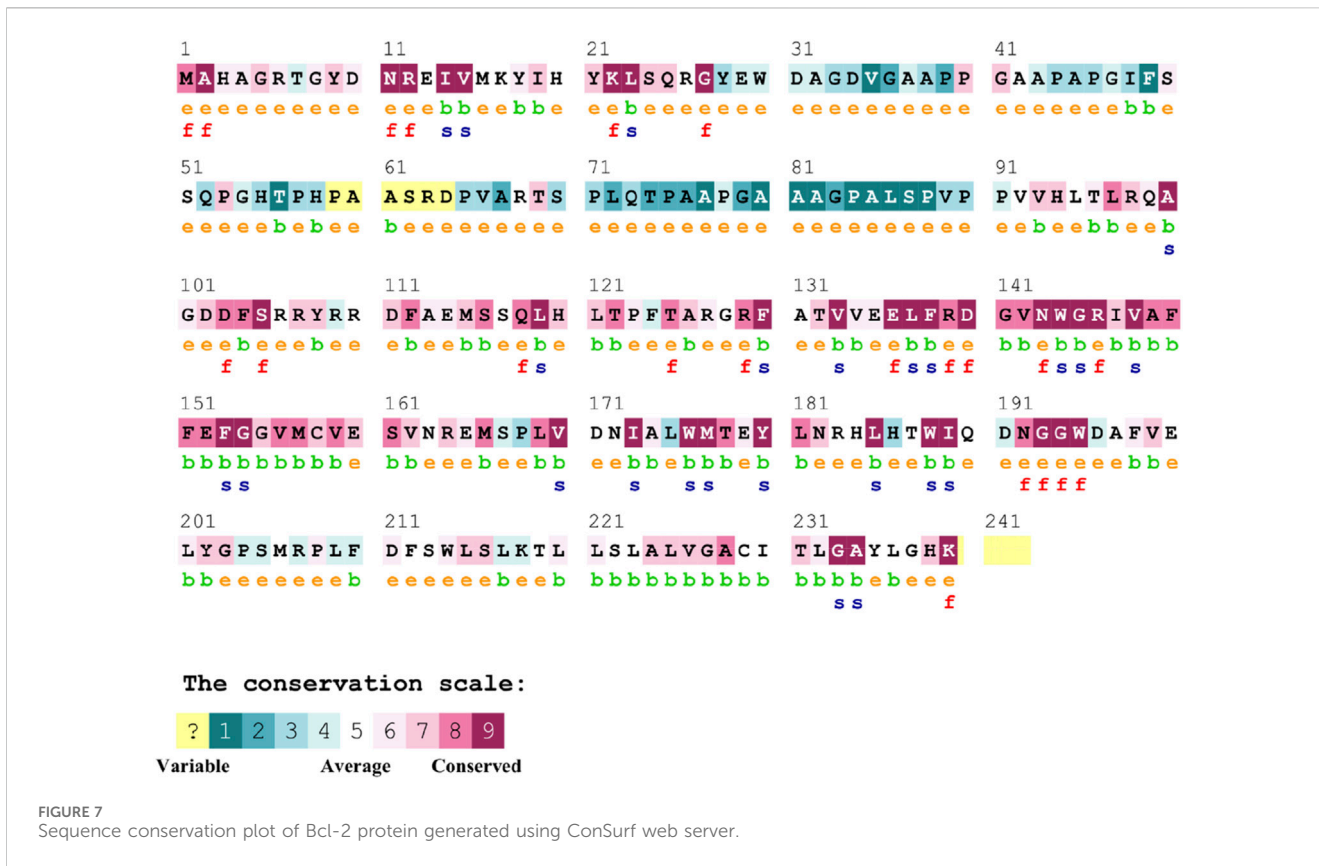 1 11 21 31 41
MAHAGRTGYD NREIVMKYIH YKLSQRGYEW DAGDVGAAPP GAAPAPGIFS
eeeeeeeeee eeebbeebbe eebeeeeeee eeeeeeeeee eeeeeeebbe
ff ff ss fs f
51 61 71 81 91
SQPGHTPHPA ASRDPVARTS PLQTPAAPGA AAGPALSPVP PVVHLTLRQA
eeeeebebee beeeeeeeee eeeeeeeeee eeeeeeeeee eebeebbeeb
s
101 111 121 131 141
GDDFSRRYRR DFAEMSSQLH LTPFTARGRF ATVVEELFRD GVNWGRIVAF
eeebeeebee ebeebbeebe bbeeebeeeb eebbeebbee bbebbebbbb
f f fs f fs s fssff fssf s
151 161 171 181 191
FEFGGVMCVE SVNREMSPLV DNIALWMTEY LNRHLHTWIQ DNGGWDAFVE
bbbbbbbbbe bbeeebeebb eebbebbbeb beeebeebbe eeeeeeebbe
ss s s ss s s ss ffff
201 211 221 231 241
LYGPSMRPLF DFSWLSLKTL LSLALVGACI TLGAYLGHK
bbeeeeeeeb eeeeeebeeb bbbbbbbbbb bbbbebeee
ss f
The conservation scale:
? 1 2 3 4 5 6 7 8 9
Variable Average Conserved
FIGURE 7
Sequence conservation plot of Bcl-2 protein generated using ConSurf web server.